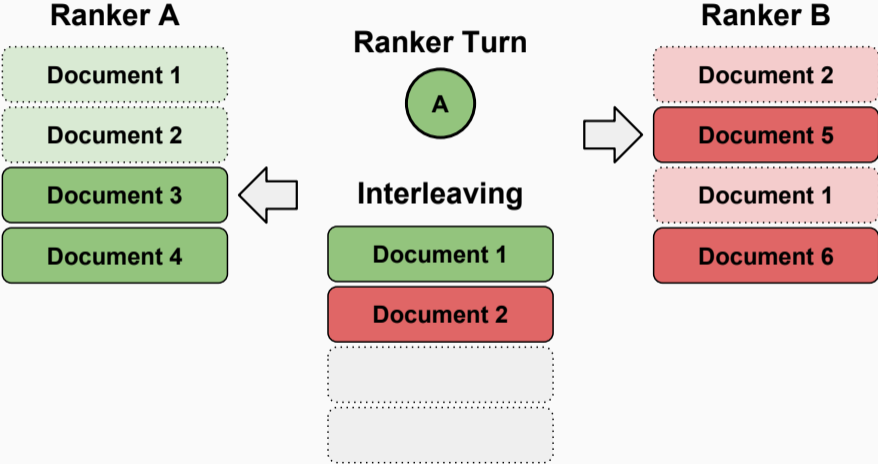 Ranker A
Document 1
Document 2
Document 3
Document 4
Ranker Turn
A
Interleaving
Document 1
Document 2
Ranker B
Document 2
Document 5
Document 1
Document 6